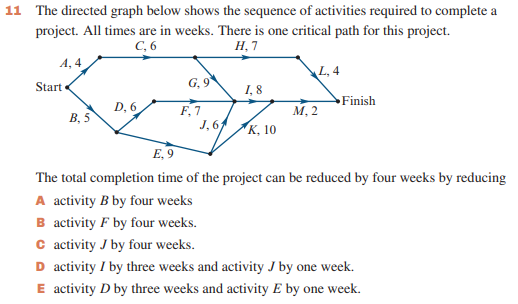 11 The directed graph below shows the sequence of activities required to complete a
project. All times are in weeks. There is one critical path for this project.
C, 6
H, 7
A, 4
L, 4
Start
G, 9
I, 8
Finish
D, 6
F, 7
M, 2
B, 5
J, 6
K, 10
E, 9
The total completion time of the project can be reduced by four weeks by reducing
A activity B by four weeks
B activity F by four weeks.
C activity J by four weeks.
D activity I by three weeks and activity J by one week.
E activity D by three weeks and activity E by one week.